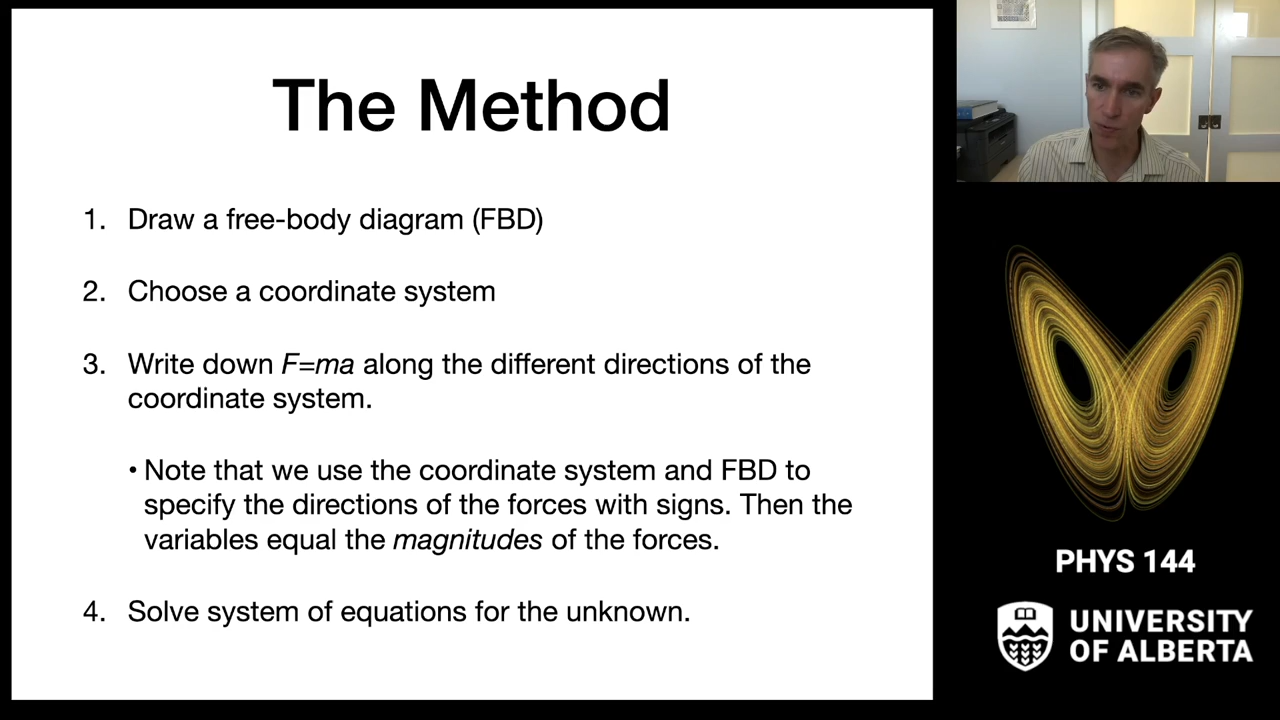 The Method
1. Draw a free-body diagram (FBD)
2. Choose a coordinate system
3. Write down F=ma along the different directions of the
coordinate system.
• Note that we use the coordinate system and FBD to
specify the directions of the forces with signs. Then the
variables equal the magnitudes of the forces.
4. Solve system of equations for the unknown.
PHYS 144
UNIVERSITY
OF ALBERTA